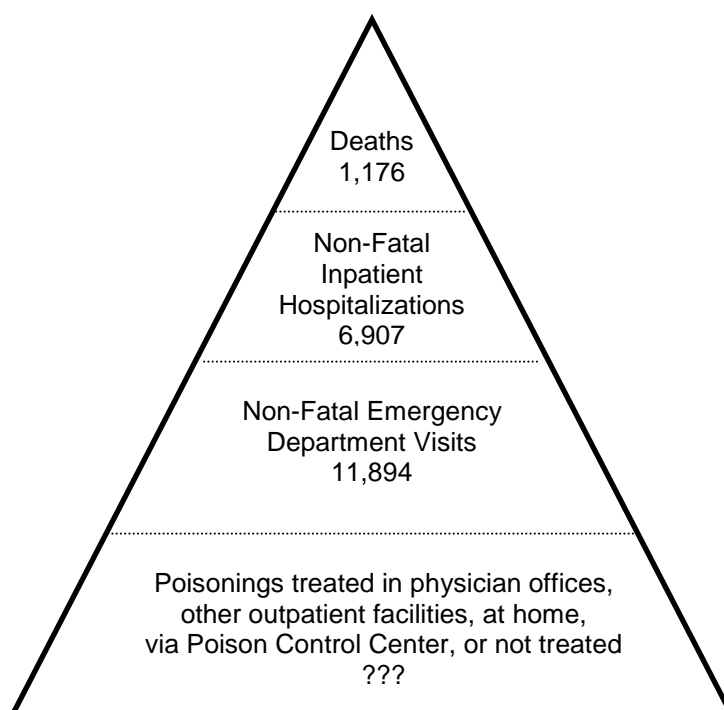 Deaths
1,176
Non-Fatal
Inpatient
Hospitalizations
6,907
Non-Fatal Emergency
Department Visits
11,894
Poisonings treated in physician offices,
other outpatient facilities, at home,
via Poison Control Center, or not treated
???